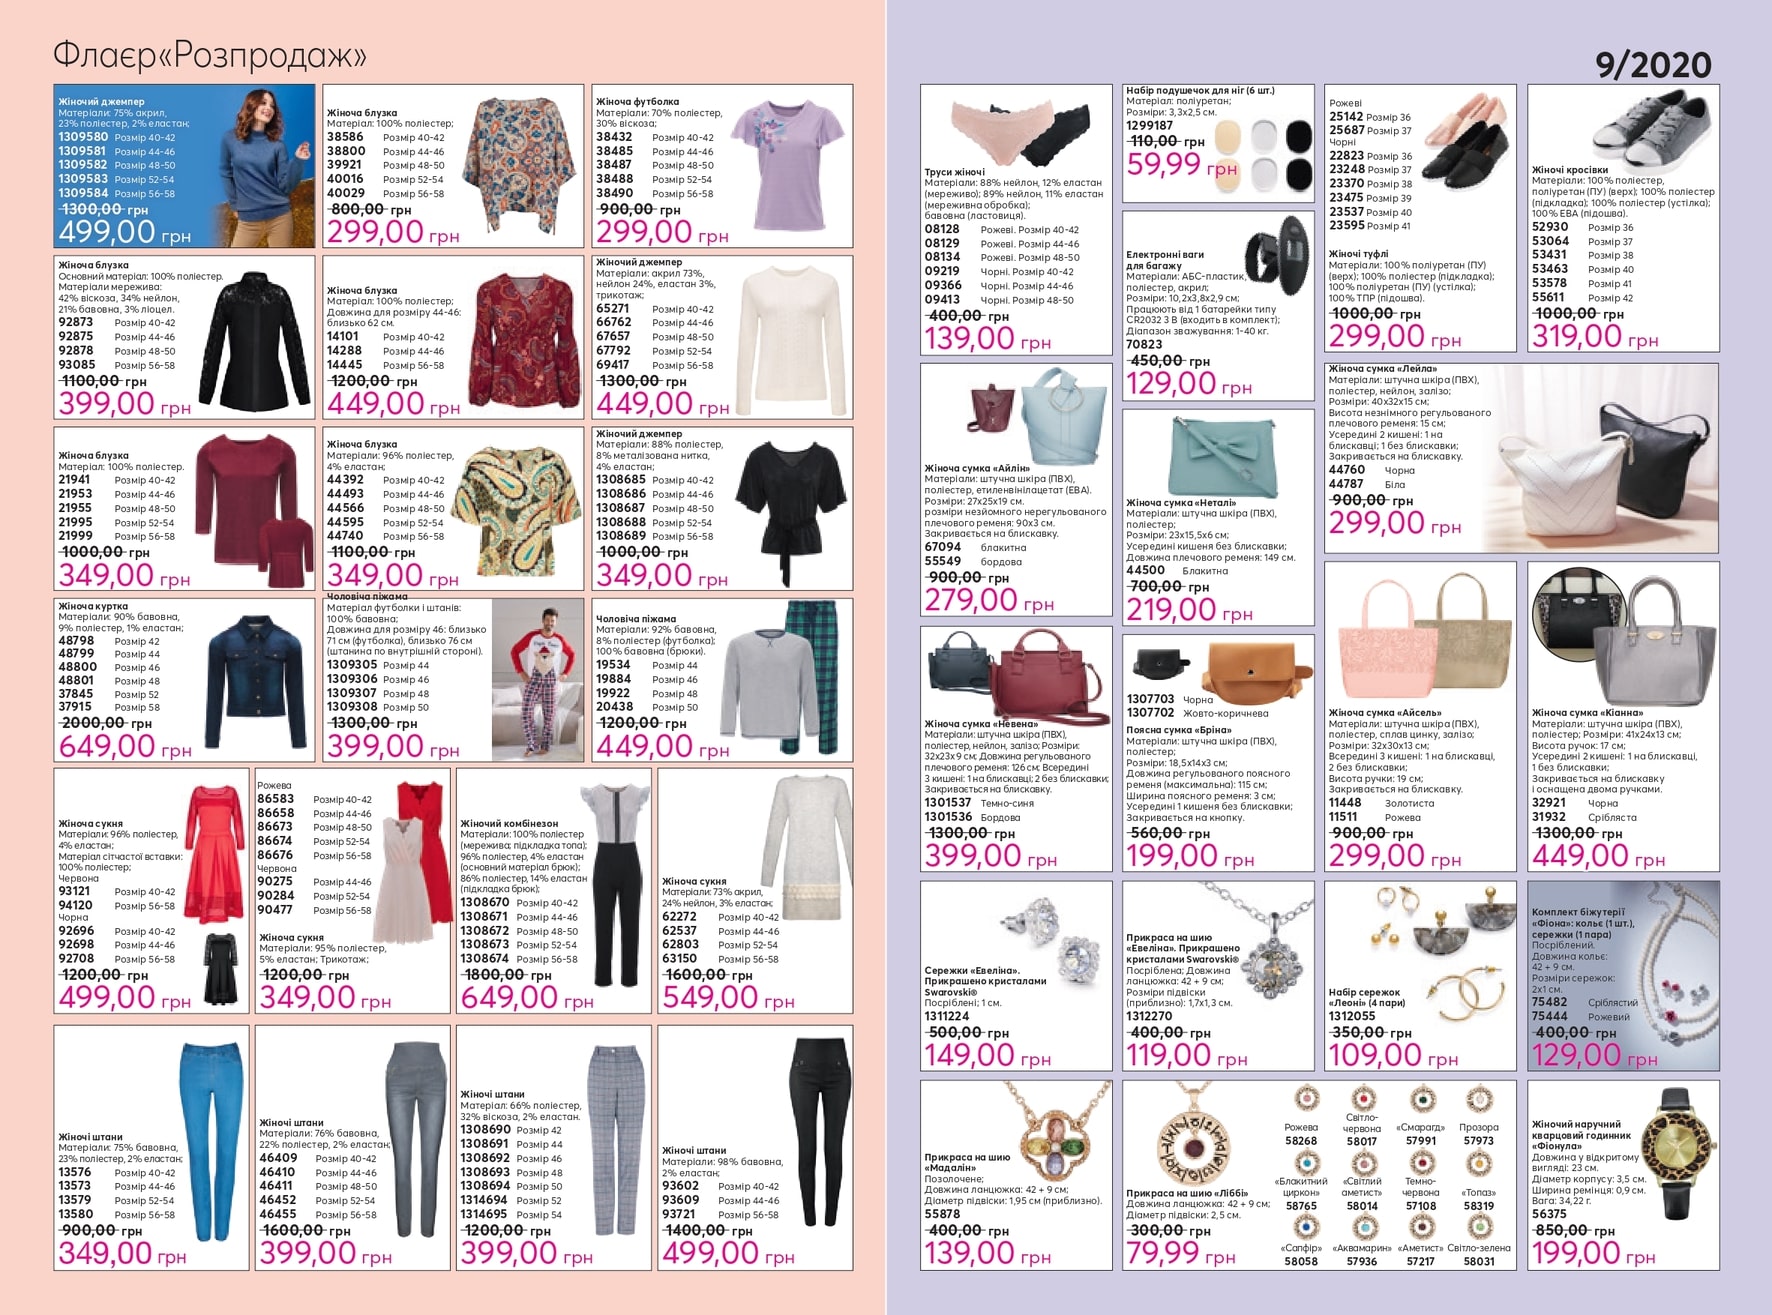 Флаєр«Розпродаж»
Жіночий джемпер
Матеріали: 75% акрил,
23% поліестер, 2% еластан;
1309580 Розмір 40-42
1309581 Розмір 44-46
1309582 Розмір 48-50
1309583 Розмір 52-54
1309584 Розмір 56-58
1300,00 грн
499,00 грн
Жіноча блузка
Матеріал: 100% поліестер;
38586 Розмір 40-42
38800 Розмір 44-46
39921 Розмір 48-50
40016 Розмір 52-54
40029 Розмір 56-58
800,00 грн
299,00 грн
Жіноча футболка
Матеріали: 70% поліестер,
30% віскоза;
38432 Розмір 40-42
38485 Розмір 44-46
38487 Розмір 48-50
38488 Розмір 52-54
38490 Розмір 56-58
900,00 грн
299,00 грн
Жіноча блузка
Основний матеріал: 100% поліестер.
Матеріали мережива:
42% віскоза, 34% нейлон,
21% бавовна, 3% ліоцел.
92873 Розмір 40-42
92875 Розмір 44-46
92878 Розмір 48-50
93085 Розмір 56-58
1100,00 грн
399,00 грн
Жіноча блузка
Матеріал: 100% поліестер;
Довжина для розміру 44-46:
близько 62 см.
14101 Розмір 40-42
14288 Розмір 44-46
14445 Розмір 56-58
1200,00 грн
449,00 грн
Жіночий джемпер
Матеріали: акрил 73%,
нейлон 24%, еластан 3%,
трикотаж;
65271 Розмір 40-42
66762 Розмір 44-46
67657 Розмір 48-50
67792 Розмір 52-54
69417 Розмір 56-58
1300,00 грн
449,00 грн
Жіноча блузка
Матеріал: 100% поліестер.
21941 Розмір 40-42
21953 Розмір 44-46
21955 Розмір 48-50
21995 Розмір 52-54
21999 Розмір 56-58
1000,00 грн
349,00 грн
Жіноча блузка
Матеріали: 96% поліестер,
4% еластан;
44392 Розмір 40-42
44493 Розмір 44-46
44566 Розмір 48-50
44595 Розмір 52-54
44740 Розмір 56-58
1100,00 грн
349,00 грн
Жіночий джемпер
Матеріали: 88% поліестер,
8% металізована нитка,
4% еластан;
1308685 Розмір 40-42
1308686 Розмір 44-46
1308687 Розмір 48-50
1308688 Розмір 52-54
1308689 Розмір 56-58
1000,00 грн
349,00 грн
Жіноча куртка
Матеріали: 90% бавовна,
9% поліестер, 1% еластан;
48798 Розмір 42
48799 Розмір 44
48800 Розмір 46
48801 Розмір 48
37845 Розмір 52
37915 Розмір 58
2000,00 грн
649,00 грн
Чоловіча піжама
Матеріал футболки і штанів:
100% бавовна;
Довжина для розміру 46: близько
71 см (футболка), близько 76 см
(штанина по внутрішній стороні).
1309305 Розмір 44
1309306 Розмір 46
1309307 Розмір 48
1309308 Розмір 50
1300,00 грн
399,00 грн
Чоловіча піжама
Матеріали: 92% бавовна,
8% поліестер (футболка);
100% бавовна (брюки).
19534 Розмір 44
19884 Розмір 46
19922 Розмір 48
20438 Розмір 50
1200,00 грн
449,00 грн
Жіноча сукня
Матеріали: 96% поліестер,
4% еластан;
Матеріал сітчастої вставки:
100% поліестер;
Червона
93121 Розмір 40-42
94120 Розмір 56-58
Чорна
92696 Розмір 40-42
92698 Розмір 44-46
92708 Розмір 56-58
1200,00 грн
499,00 грн
Рожева
86583 Розмір 40-42
86658 Розмір 44-46
86673 Розмір 48-50
86674 Розмір 52-54
86676 Розмір 56-58
Червона
90275 Розмір 44-46
90284 Розмір 52-54
90477 Розмір 56-58
Жіноча сукня
Матеріали: 95% поліестер,
5% еластан; Трикотаж;
1200,00 грн
349,00 грн
Жіночий комбінезон
Матеріали: 100% поліестер
(мережива; підкладка топа);
96% поліестер, 4% еластан
(основний матеріал брюк);
86% поліестер, 14% еластан
(підкладка брюк);
1308670 Розмір 40-42
1308671 Розмір 44-46
1308672 Розмір 48-50
1308673 Розмір 52-54
1308674 Розмір 56-58
1800,00 грн
649,00 грн
Жіноча сукня
Матеріали: 73% акрил,
24% нейлон, 3% еластан;
62272 Розмір 40-42
62537 Розмір 44-46
62803 Розмір 52-54
63150 Розмір 56-58
1600,00 грн
549,00 грн
Жіночі штани
Матеріали: 75% бавовна,
23% поліестер, 2% еластан;
13576 Розмір 40-42
13573 Розмір 44-46
13579 Розмір 52-54
13580 Розмір 56-58
900,00 грн
349,00 грн
Жіночі штани
Матеріали: 76% бавовна,
22% поліестер, 2% еластан;
46409 Розмір 40-42
46410 Розмір 44-46
46411 Розмір 48-50
46452 Розмір 52-54
46455 Розмір 56-58
1600,00 грн
399,00 грн
Жіночі штани
Матеріал: 66% поліестер,
32% віскоза, 2% еластан.
1308690 Розмір 42
1308691 Розмір 44
1308692 Розмір 46
1308693 Розмір 48
1308694 Розмір 50
1314694 Розмір 52
1314695 Розмір 54
1200,00 грн
399,00 грн
Жіночі штани
Матеріали: 98% бавовна,
2% еластан;
93602 Розмір 40-42
93609 Розмір 44-46
93721 Розмір 56-58
1400,00 грн
499,00 грн
9/2020
Труси жіночі
Матеріали: 88% нейлон, 12% еластан
(мереживо); 89% нейлон, 11% еластан
(мереживна обробка);
бавовна (ластовиця).
08128 Рожеві. Розмір 40-42
08129 Рожеві. Розмір 44-46
08134 Рожеві. Розмір 48-50
09219 Чорні. Розмір 40-42
09366 Чорні. Розмір 44-46
09413 Чорні. Розмір 48-50
400,00 грн
139,00 грн
Набір подушечок для ніг (6 шт.)
Матеріал: поліуретан;
Розміри: 3,3x2,5 см.
1299187
110,00 грн
59,99 грн
Електронні ваги
для багажу
Матеріали: АБС-пластик,
поліестер, акрил;
Розміри: 10,2x3,8x2,9 см;
Працюють від 1 батарейки типу
CR2032 3 В (входить в комплект);
Діапазон зважування: 1-40 кг.
70823
450,00 грн
129,00 грн
Рожеві
25142 Розмір 36
25687 Розмір 37
Чорні
22823 Розмір 36
23248 Розмір 37
23370 Розмір 38
23475 Розмір 39
23537 Розмір 40
23595 Розмір 41
Жіночі туфлі
Матеріали: 100% поліуретан (ПУ)
(верх); 100% поліестер (підкладка);
100% поліуретан (ПУ) (устілка);
100% ТПР (підошва).
1000,00 грн
299,00 грн
Жіночі кросівки
Матеріали: 100% поліестер,
поліуретан (ПУ) (верх); 100% поліестер
(підкладка); 100% поліестер (устілка);
100% ЕВА (підошва).
52930 Розмір 36
53064 Розмір 37
53431 Розмір 38
53463 Розмір 40
53578 Розмір 41
55611 Розмір 42
1000,00 грн
319,00 грн
Жіноча сумка «Айлін»
Матеріали: штучна шкіра (ПВХ),
поліестер, етиленвінілацетат (ЕВА).
Розміри: 27x25x19 см.
розміри незйомного нерегульованого
плечового ременя: 90x3 см.
Закривається на блискавку.
67094 блакитна
55549 бордова
900,00 грн
279,00 грн
Жіноча сумка «Неталі»
Матеріали: штучна шкіра (ПВХ),
поліестер;
Розміри: 23x15,5x6 см;
Усередині кишеня без блискавки;
Довжина плечового ременя: 149 см.
44500 Блакитна
700,00 грн
219,00 грн
Жіноча сумка «Лейла»
Матеріали: штучна шкіра (ПВХ),
поліестер, нейлон, залізо;
Розміри: 40x32x15 см;
Висота незнімного регульованого
плечового ременя: 15 см;
Усередині 2 кишені: 1 на
блискавці; 1 без блискавки;
Закривається на блискавку.
44760 Чорна
44787 Біла
900,00 грн
299,00 грн
Жіноча сумка «Невена»
Матеріали: штучна шкіра (ПВХ),
поліестер, нейлон, залізо; Розміри:
32x23x9 см; Довжина регульованого
плечового ременя: 126 см; Всередині
3 кишені: 1 на блискавці; 2 без блискавки;
Закривається на блискавку.
1301537 Темно-синя
1301536 Бордова
1300,00 грн
399,00 грн
1307703 Чорна
1307702 Жовто-коричнева
Поясна сумка «Бріна»
Матеріали: штучна шкіра (ПВХ),
поліестер;
Розміри: 18,5x14x3 см;
Довжина регульованого поясного
ременя (максимальна): 115 см;
Ширина поясного ременя: 3 см;
Усередині 1 кишеня без блискавки;
Закривається на кнопку.
560,00 грн
199,00 грн
Жіноча сумка «Айсель»
Матеріали: штучна шкіра (ПВХ),
поліестер, сплав цинку, залізо;
Розміри: 32x30x13 см;
Всередині 3 кишені: 1 на блискавці,
2 без блискавки;
Висота ручки: 19 см;
Закривається на блискавку.
11448 Золотиста
11511 Рожева
900,00 грн
299,00 грн
Жіноча сумка «Кіанна»
Матеріали: штучна шкіра (ПВХ),
поліестер; Розміри: 41x24x13 см;
Висота ручок: 17 см;
Усередині 2 кишені: 1 на блискавці,
1 без блискавки;
Закривається на блискавку
і оснащена двома ручками.
32921 Чорна
31932 Срібляста
1300,00 грн
449,00 грн
Сережки «Евеліна».
Прикрашено кристалами
Swarovski®
Посріблені; 1 см.
1311224
500,00 грн
149,00 грн
Прикраса на шию
«Евеліна». Прикрашено
кристалами Swarovski®
Посріблена; Довжина
ланцюжка: 42 + 9 см;
Розміри підвіски
(приблизно): 1,7x1,3 см.
1312270
400,00 грн
119,00 грн
Набір сережок
«Леоні» (4 пари)
1312055
350,00 грн
109,00 грн
Комплект біжутерії
«Фіона»: кольє (1 шт.),
сережки (1 пара)
Посріблений.
Довжина кольє:
42 + 9 см.
Розміри сережок:
2x1 см.
75482 Сріблястий
75444 Рожевий
400,00 грн
129,00 грн
Прикраса на шию
«Мадалін»
Позолочене;
Довжина ланцюжка: 42 + 9 см;
Діаметр підвіски: 1,95 см (приблизно).
55878
400,00 грн
139,00 грн
Прикраса на шию «Ліббі»
Довжина ланцюжка: 42 + 9 см;
Діаметр підвіски: 2,5 см.
300,00 грн
79,99 грн
Рожева
58268
Світло-
червона
58017
«Смарагд»
57991
Прозора
57973
«Блакитний
циркон»
58765
«Світлий
аметист»
58014
Темно-
червона
57108
«Топаз»
58319
«Сапфір»
58058
«Аквамарин»
57936
«Аметист»
57217
Світло-зелена
58031
Жіночий наручний
кварцовий годинник
«Фіонула»
Довжина у відкритому
вигляді: 23 см.
Діаметр корпусу: 3,5 см.
Ширина ремінця: 0,9 см.
Вага: 34,22 г.
56375
850,00 грн
199,00 грн